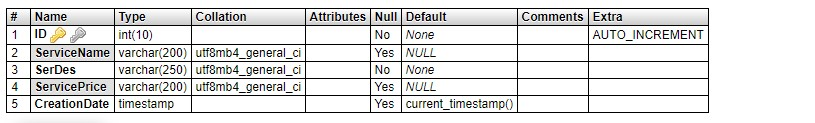 # Name Type Collation Attributes Null Default Comments Extra
1 ID int(10) No None AUTO_INCREMENT
2 ServiceName varchar(200) utf8mb4_general_ci Yes NULL
3 SerDes varchar(250) utf8mb4_general_ci No None
4 ServicePrice varchar(200) utf8mb4_general_ci Yes NULL
5 CreationDate timestamp Yes current_timestamp()